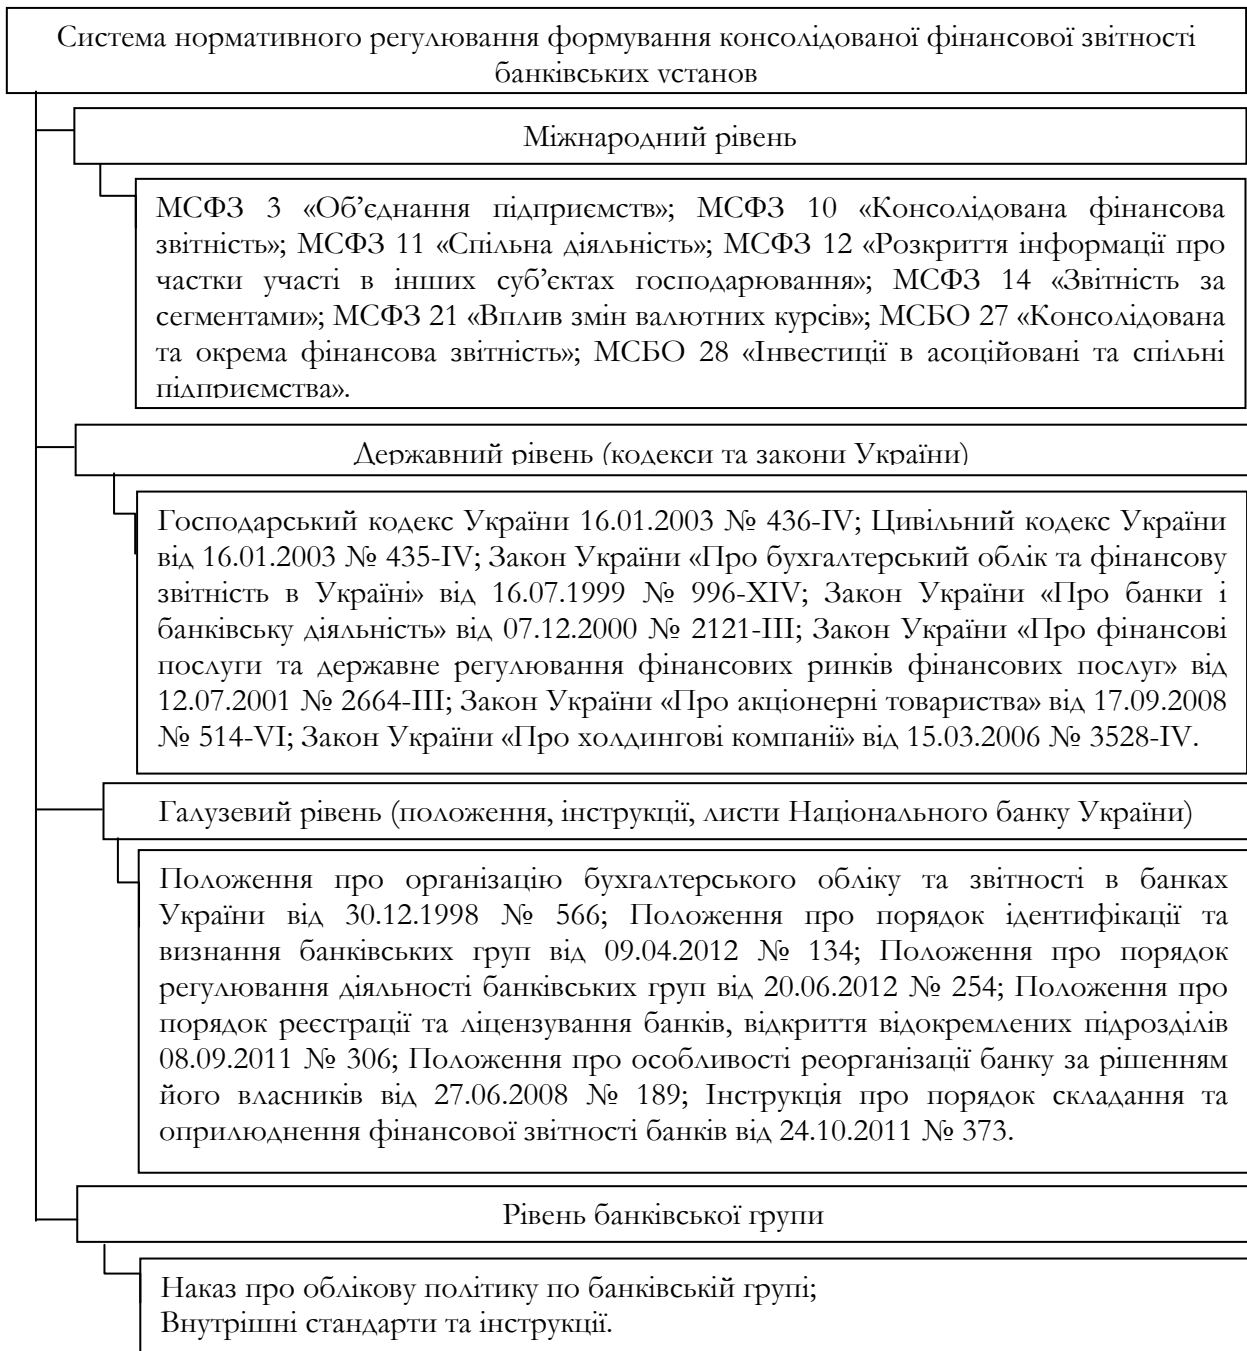 Система нормативного регулювання формування консолідованої фінансової звітності
банківських установ
Міжнародний рівень
МСФЗ 3 «Об’єднання підприємств»; МСФЗ 10 «Консолідована фінансова
звітність»; МСФЗ 11 «Спільна діяльність»; МСФЗ 12 «Розкриття інформації про
частки участі в інших суб’єктах господарювання»; МСФЗ 14 «Звітність за
сегментами»; МСФЗ 21 «Вплив змін валютних курсів»; МСБО 27 «Консолідована
та окрема фінансова звітність»; МСБО 28 «Інвестиції в асоційовані та спільні
підприємства».
Державний рівень (кодекси та закони України)
Господарський кодекс України 16.01.2003 № 436-IV; Цивільний кодекс України
від 16.01.2003 № 435-IV; Закон України «Про бухгалтерський облік та фінансову
звітність в Україні» від 16.07.1999 № 996-XIV; Закон України «Про банки і
банківську діяльність» від 07.12.2000 № 2121-III; Закон України «Про фінансові
послуги та державне регулювання фінансових ринків фінансових послуг» від
12.07.2001 № 2664-III; Закон України «Про акціонерні товариства» від 17.09.2008
№ 514-VI; Закон України «Про холдингові компанії» від 15.03.2006 № 3528-IV.
Галузевий рівень (положення, інструкції, листи Національного банку України)
Положення про організацію бухгалтерського обліку та звітності в банках
України від 30.12.1998 № 566; Положення про порядок ідентифікації та
визнання банківських груп від 09.04.2012 № 134; Положення про порядок
регулювання діяльності банківських груп від 20.06.2012 № 254; Положення про
порядок реєстрації та ліцензування банків, відкриття відокремлених підрозділів
08.09.2011 № 306; Положення про особливості реорганізації банку за рішенням
його власників від 27.06.2008 № 189; Інструкція про порядок складання та
оприлюднення фінансової звітності банків від 24.10.2011 № 373.
Рівень банківської групи
Наказ про облікову політику по банківській групі;
Внутрішні стандарти та інструкції.